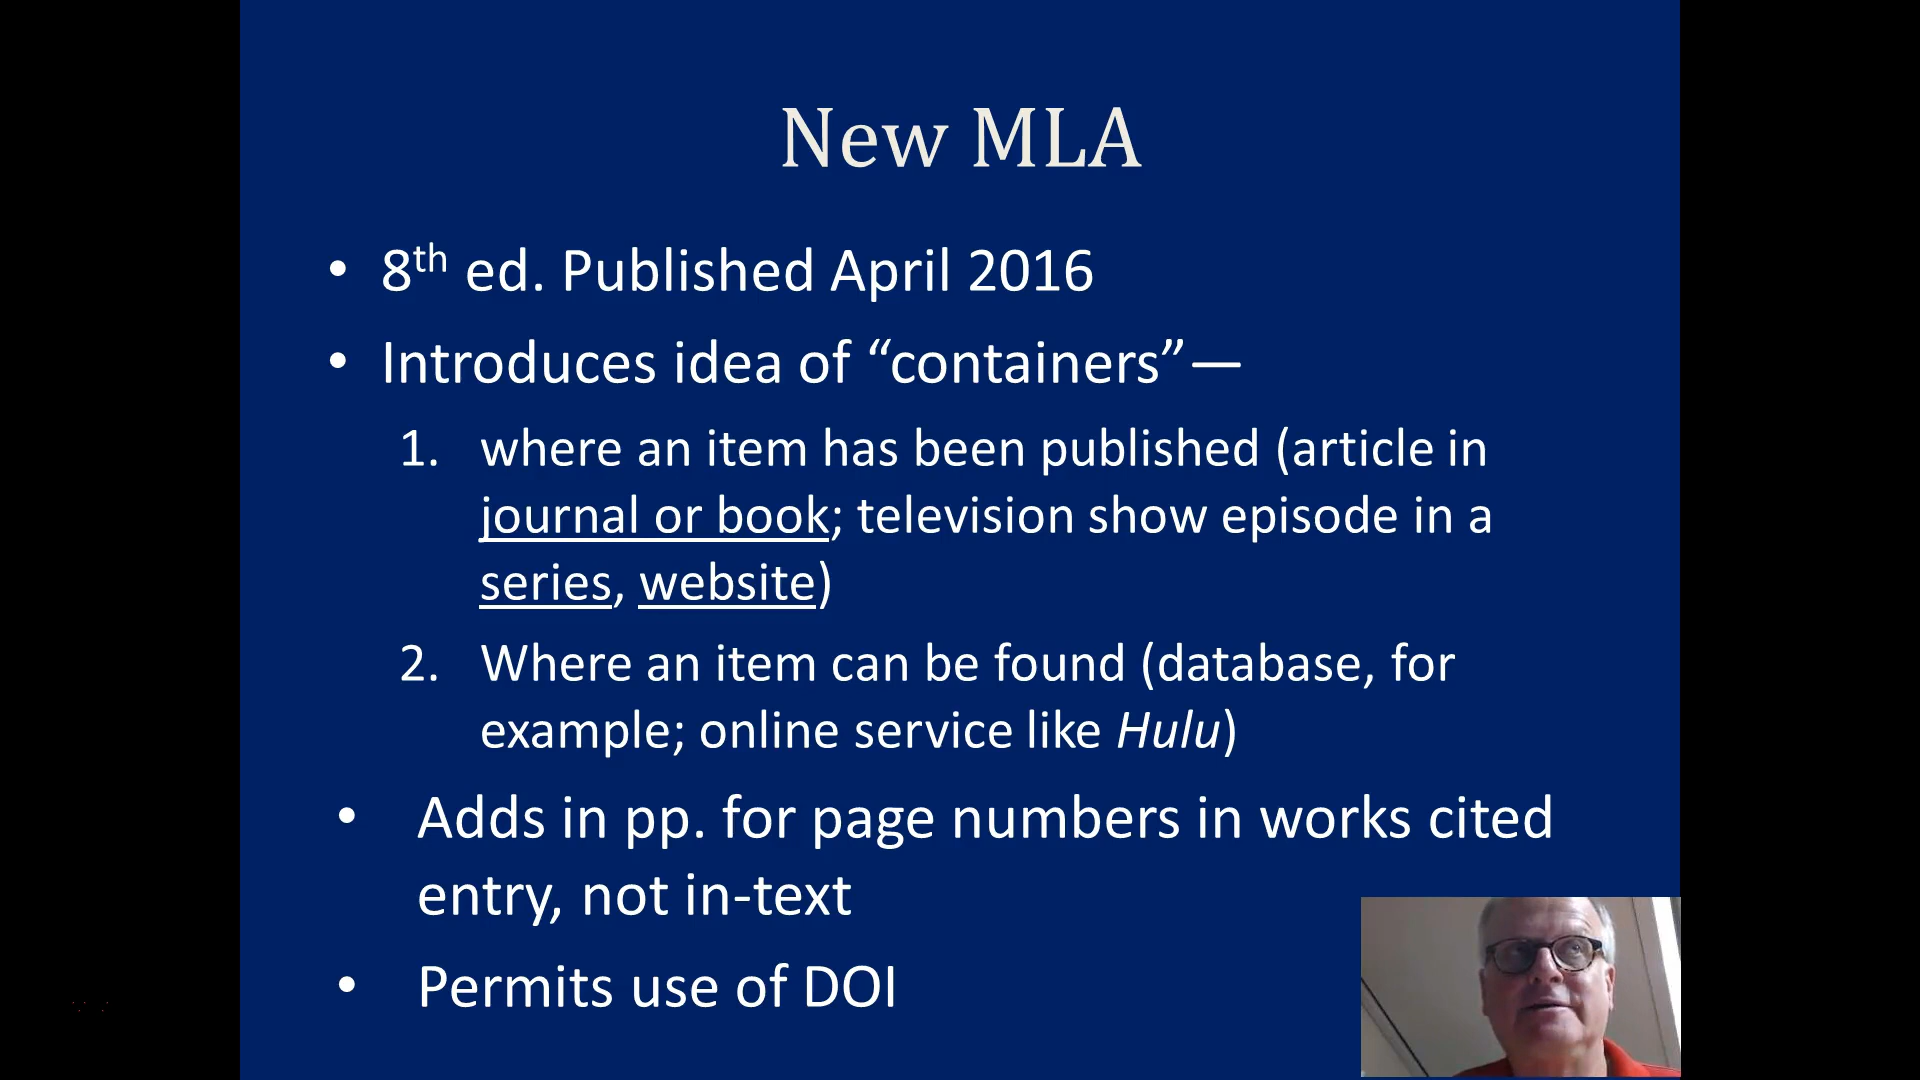 New MLA
• 8th ed. Published April 2016
• Introduces idea of “containers”—
1. where an item has been published (article in
journal or book; television show episode in a
series, website)
2. Where an item can be found (database, for
example; online service like Hulu)
• Adds in pp. for page numbers in works cited
entry, not in-text
• Permits use of DOI